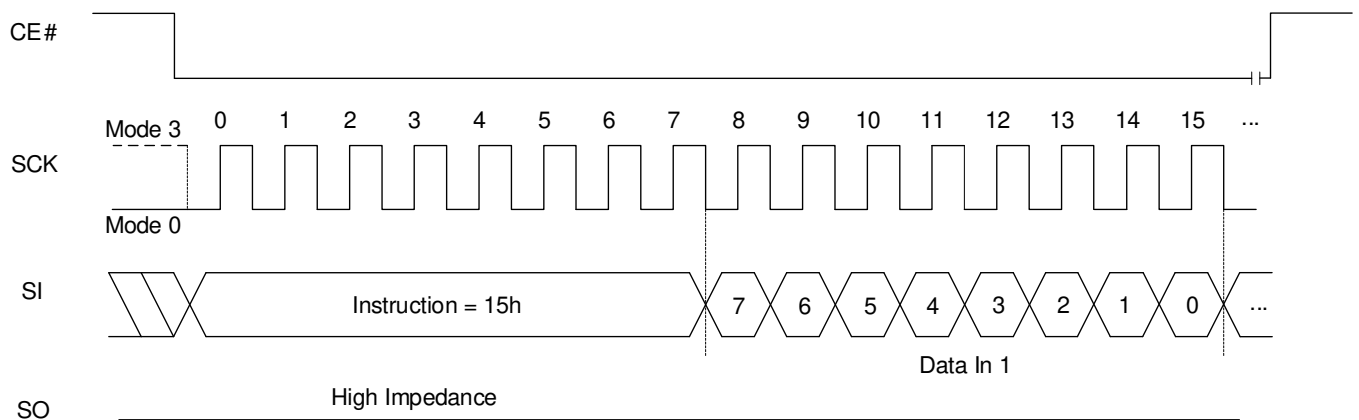 CE#
Mode 3 0 1 2 3 4 5 6 7 8 9 10 11 12 13 14 15 ...
SCK
Mode 0
SI Instruction = 15h 7 6 5 4 3 2 1 0 ...
Data In 1
High Impedance
SO